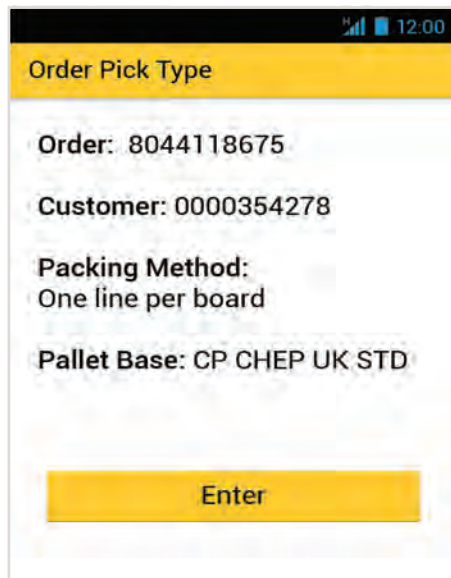 H 12:00
Order Pick Type
Order: 8044118675
Customer: 0000354278
Packing Method:
One line per board
Pallet Base: CP CHEP UK STD
Enter